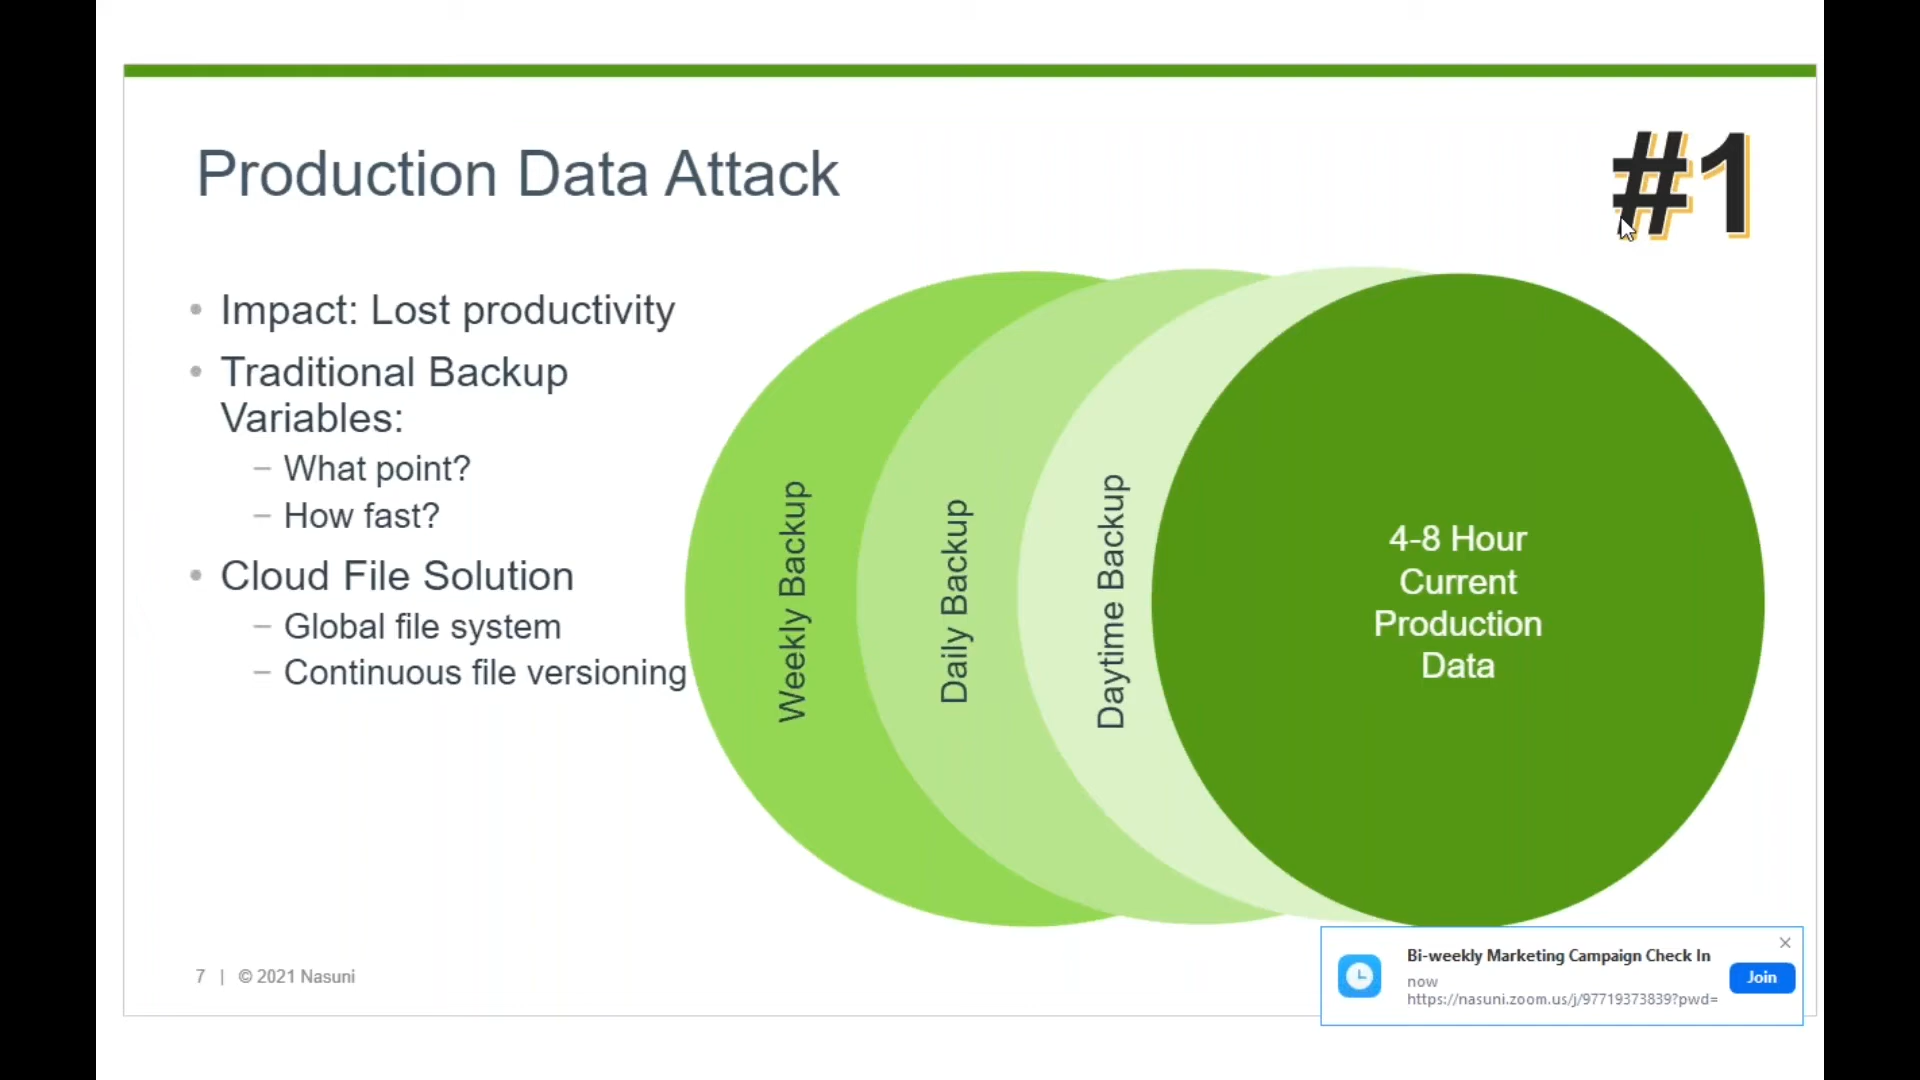 Production Data Attack
#1
• Impact: Lost productivity
• Traditional Backup
Variables:
– What point?
– How fast?
• Cloud File Solution
– Global file system
– Continuous file versioning
Weekly Backup
Daily Backup
Daytime Backup
4-8 Hour
Current
Production
Data
7 | © 2021 Nasuni
Bi-weekly Marketing Campaign Check In
now
https://nasuni.zoom.us/j/97719373839?pwd=
Join